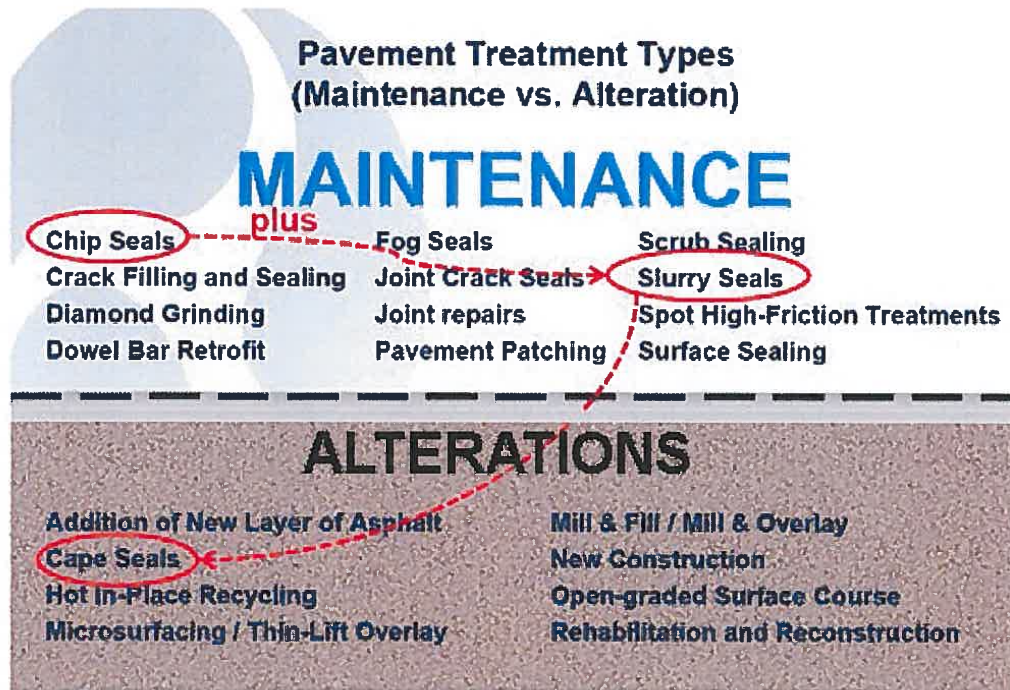 Pavement Treatment Types
(Maintenance vs. Alteration)
MAINTENANCE
plus
Chip Seals
Crack Filling and Sealing
Diamond Grinding
Dowel Bar Retrofit
Fog Seals
Joint Crack Seals
Joint repairs
Pavement Patching
Scrub Sealing
Slurry Seals
Spot High-Friction Treatments
Surface Sealing
ALTERATIONS
Addition of New Layer of Asphalt
Cape Seals
Hot In-Place Recycling
Microsurfacing / Thin-Lift Overlay
Mill & Fill / Mill & Overlay
New Construction
Open-graded Surface Course
Rehabilitation and Reconstruction